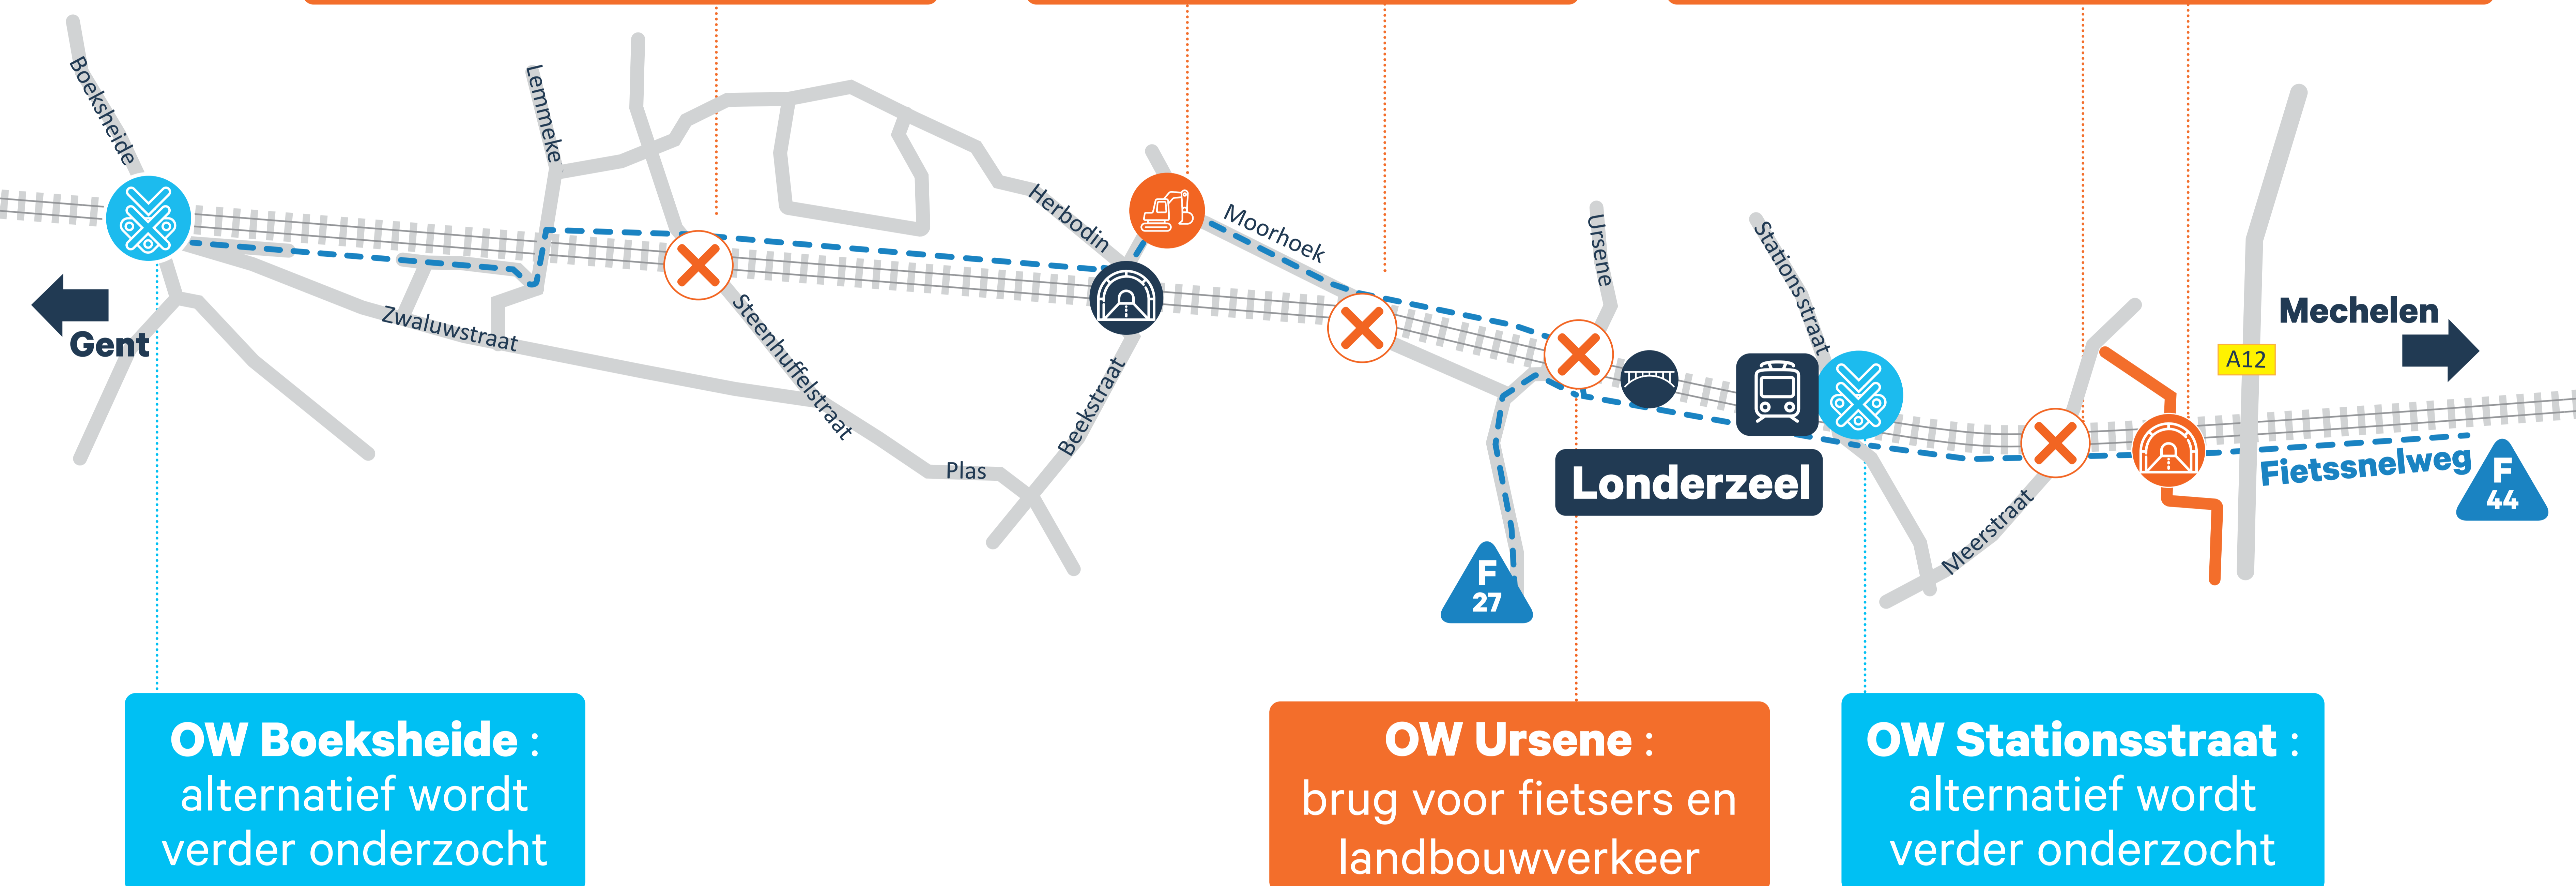 Boeksheide
Lemmeke
Herbodin
Moorhoek
Ursene
Stationsstraat
Zwaluwstraat
Steenhuffelstraat
Beekstraat
Plas
Meerstraat
Gent
Mechelen
A12
Londerzeel
Fietssnelweg
F
44
F
27
OW Boeksheide :
alternatief wordt
verder onderzocht
OW Ursene :
brug voor fietsers en
landbouwverkeer
OW Stationsstraat :
alternatief wordt
verder onderzocht